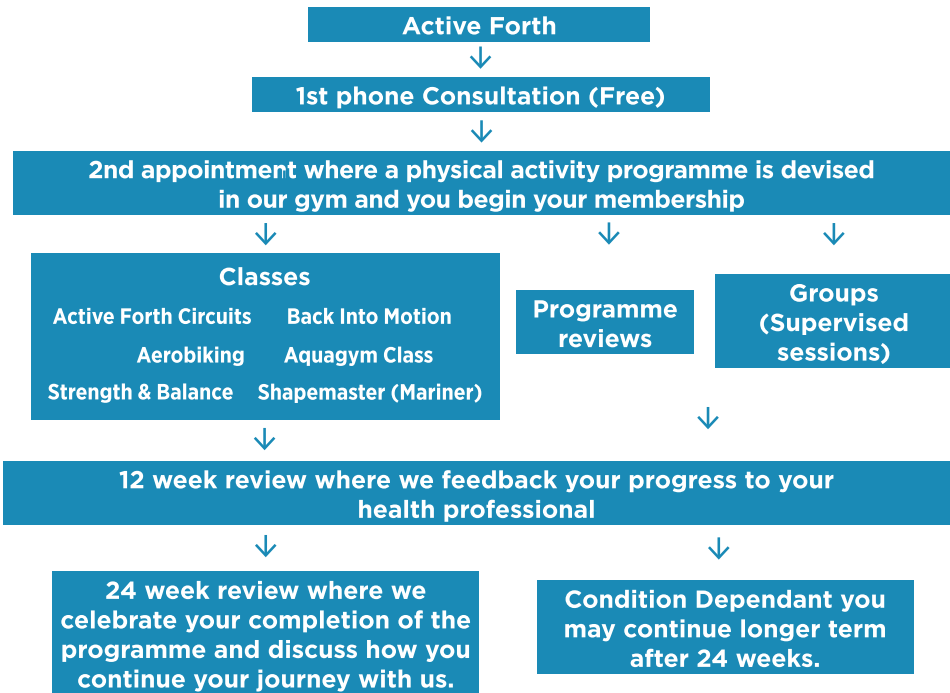 Active Forth
1st phone Consultation (Free)
2nd appointment where a physical activity programme is devised
in our gym and you begin your membership
Classes
Active Forth Circuits Back Into Motion
Aerobiking Aquagym Class
Strength & Balance Shapemaster (Mariner)
Programme
reviews
Groups
(Supervised
sessions)
12 week review where we feedback your progress to your
health professional
24 week review where we
celebrate your completion of the
programme and discuss how you
continue your journey with us.
Condition Dependant you
may continue longer term
after 24 weeks.